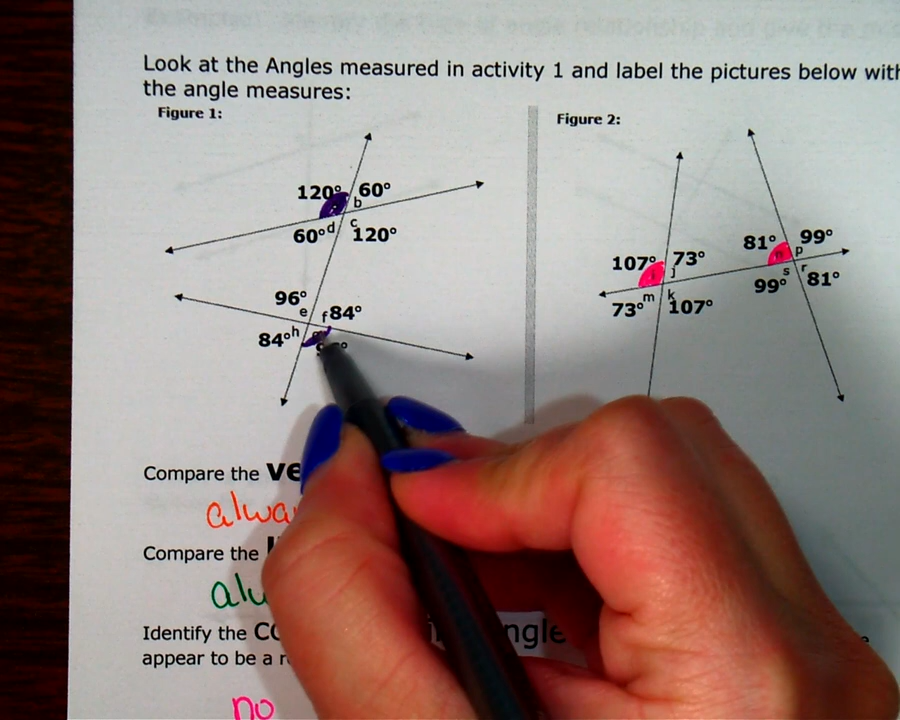 Look at the Angles measured in activity 1 and label the pictures below with
the angle measures:
Figure 1:
Figure 2:
120° 60°
b
d c
60° 120°
96°
e f 84°
84° h
107° 73°
j
m k
73° 107°
81° 99°
n p
s r
99° 81°
Compare the
Compare the
Identify the
appear to be a
no